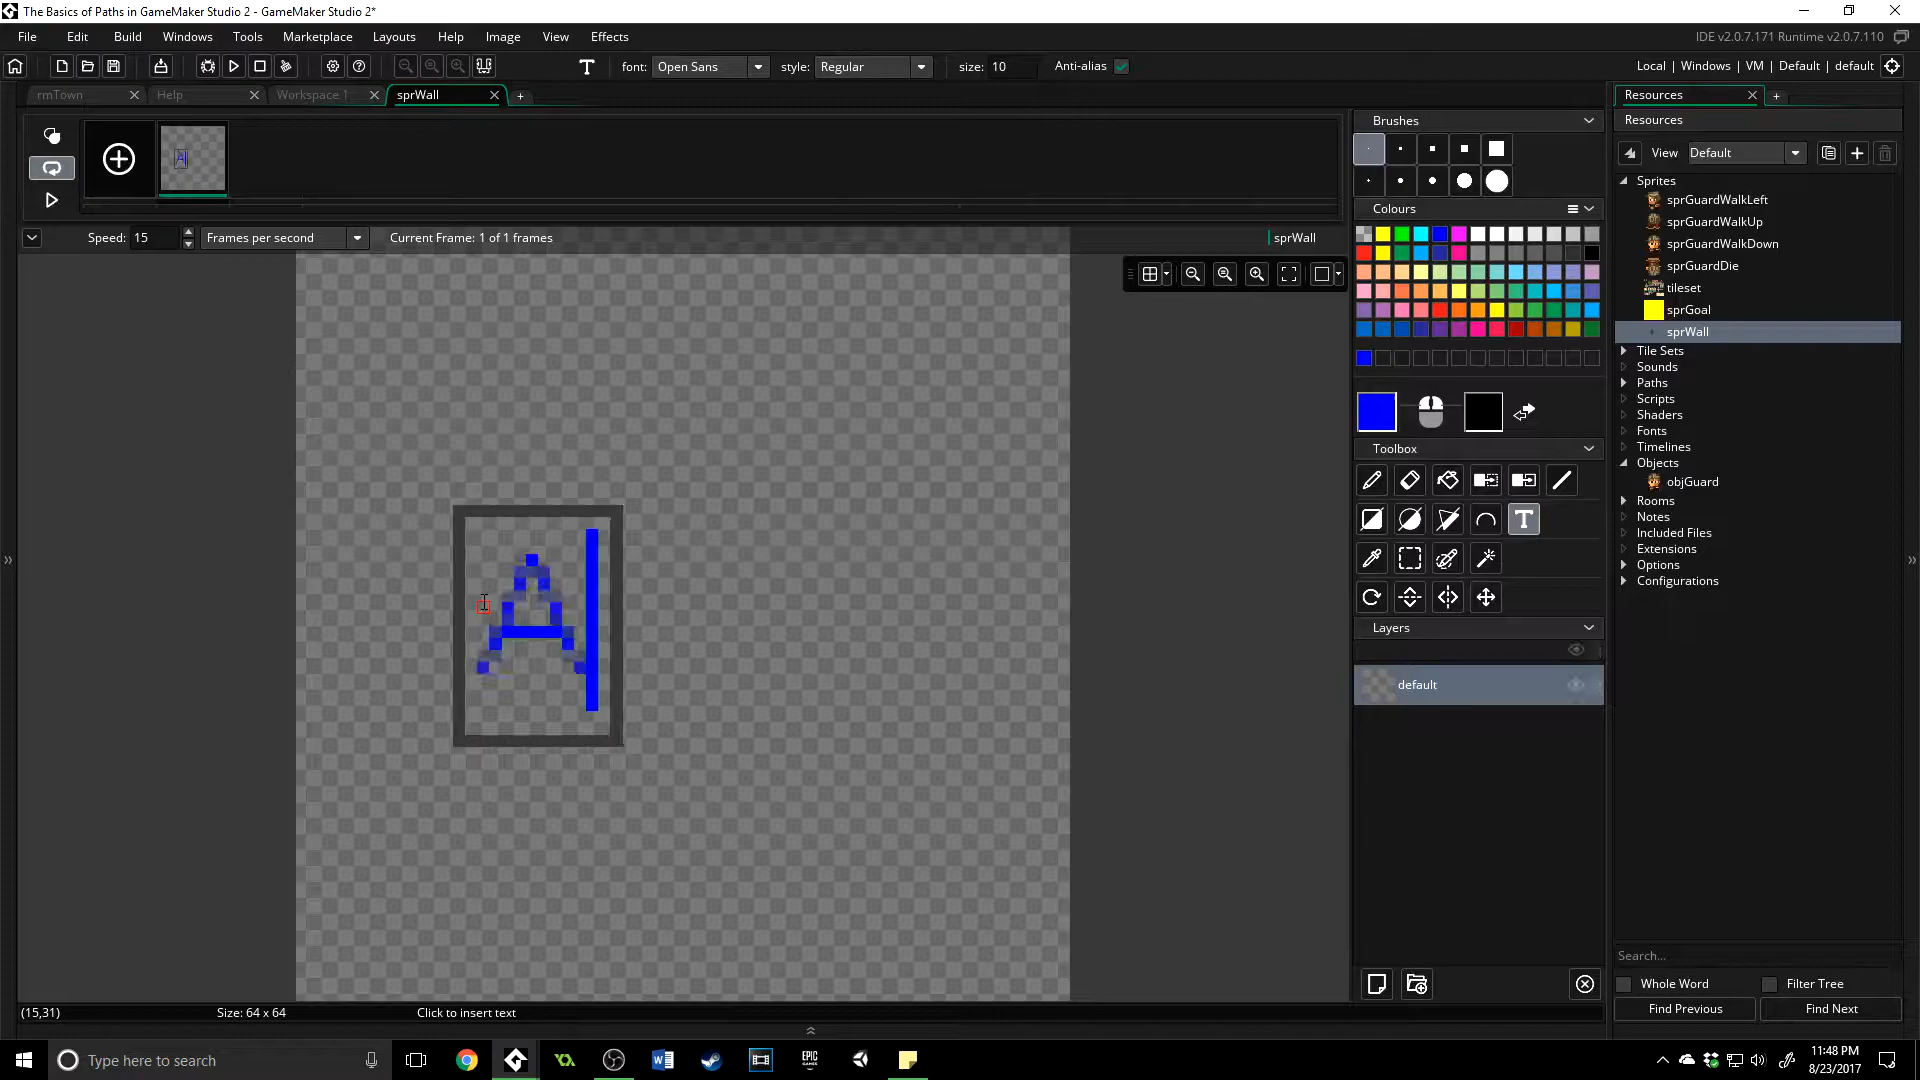 The Basics of Paths in GameMaker Studio 2 - GameMaker Studio 2*
File Edit Build Windows Tools Marketplace Layouts Help Image View Effects
IDE v2.0.7.171 Runtime v2.0.7.110
font: Open Sans style: Regular size: 10 Anti-alias
Local | Windows | VM | Default | default
rmTown Help Workspace 1 sprWall
Resources
Resources
View Default
A
Speed: 15 Frames per second Current Frame: 1 of 1 frames sprWall
Brushes
Colours
Toolbox
T
Layers
default
Sprites
sprGuardWalkLeft
sprGuardWalkUp
sprGuardWalkDown
sprGuardDie
tileset
sprGoal
sprWall
Tile Sets
Sounds
Paths
Scripts
Shaders
Fonts
Timelines
Objects
objGuard
Rooms
Notes
Included Files
Extensions
Options
Configurations
A
Search...
Whole Word Filter Tree
Find Previous Find Next
(15,31) Size: 64 x 64 Click to insert text
Type here to search
EPIC GAMES
11:48 PM
8/23/2017